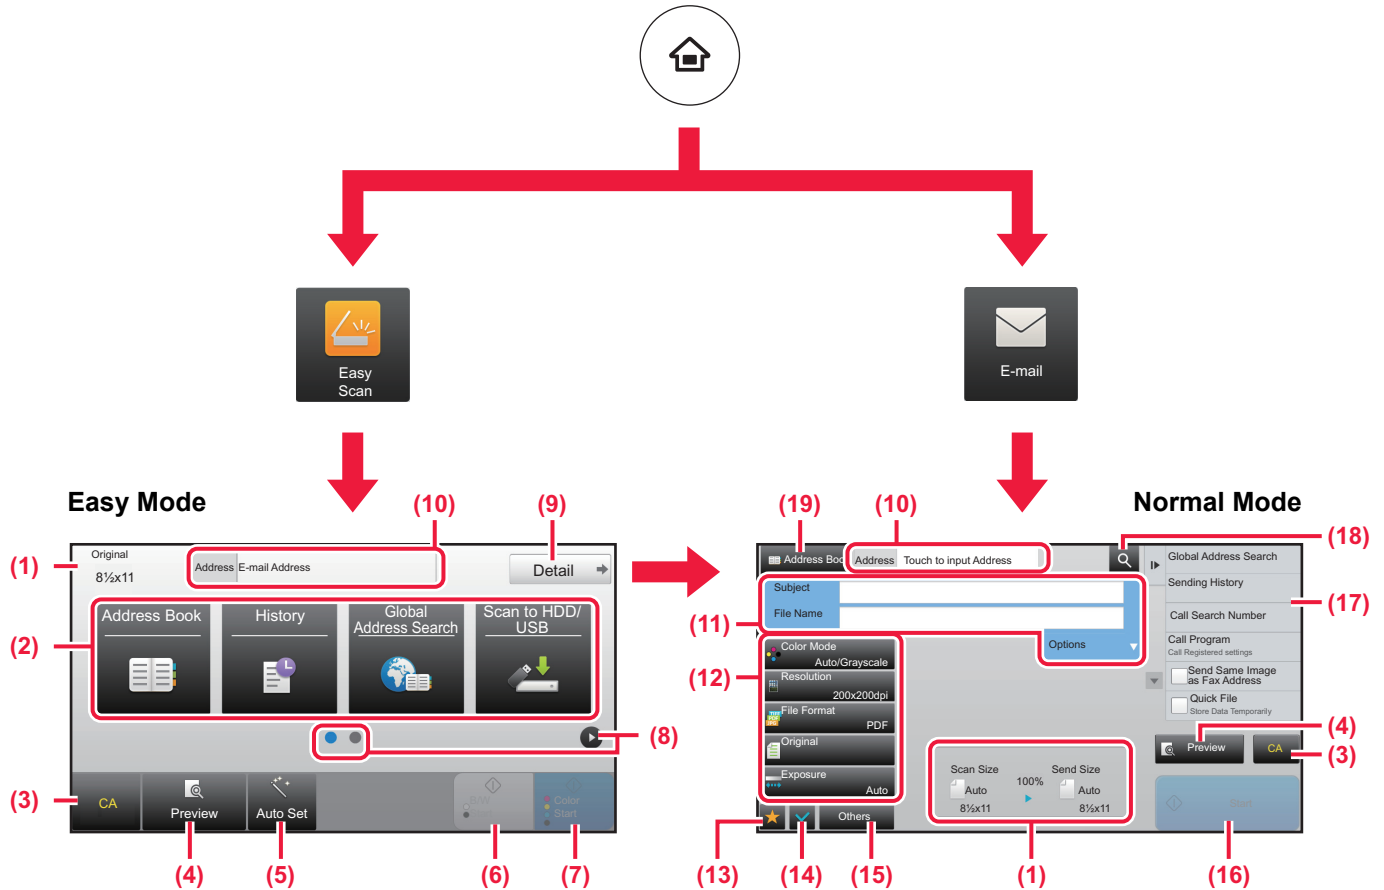 Easy
Scan
E-mail
Easy Mode
Normal Mode
(10)
(9)
(19)
(10)
(18)
(1)
Original
8½x11
Address E-mail Address
Detail
(2)
Address Book
History
Global
Address Search
Scan to HDD/
USB
(8)
(3)
CA
Preview
Auto Set
B/W
Start
Color
Start
(4)
(5)
(6)
(7)
Address Boo
Address Touch to input Address
(11)
Subject
File Name
Options
(12)
Color Mode
Auto/Grayscale
Resolution
200x200dpi
File Format
PDF
Original
Exposure
Auto
Others
Scan Size
Auto
8½x11
100%
Send Size
Auto
8½x11
Global Address Search
Sending History
(17)
Call Search Number
Call Program
Call Registered settings
Send Same Image
as Fax Address
Quick File
Store Data Temporarily
(4)
Preview
CA
(3)
Start
(13)
(14)
(15)
(1)
(16)